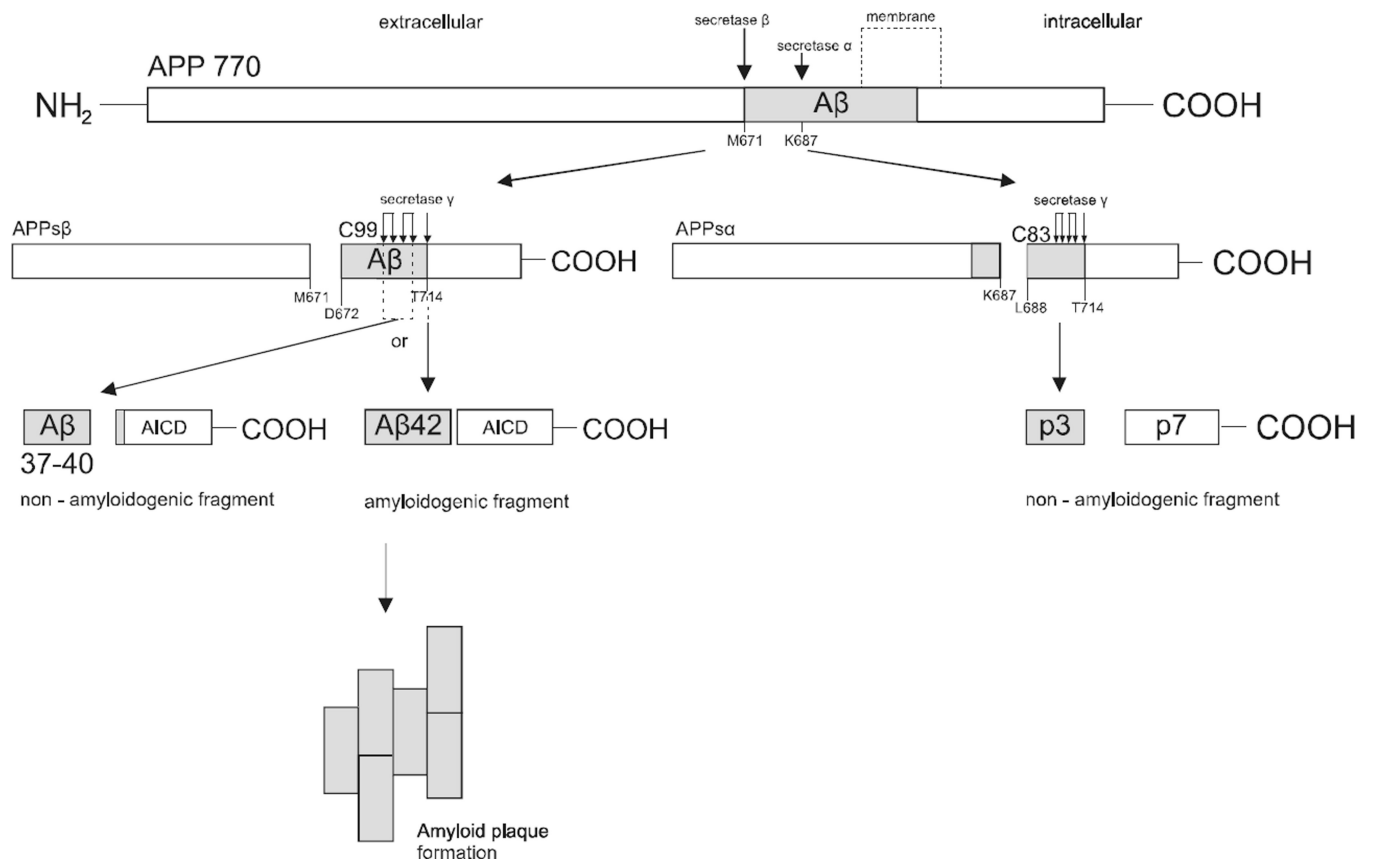 extracellular
secretase β
membrane
intracellular
secretase α
APP 770
NH2
Aβ
COOH
M671
K687
secretase γ
secretase γ
APPsβ
C99
Aβ
COOH
APPsα
C83
COOH
M671
D672
T714
K687
L688
T714
or
Aβ
AICD
COOH
Aβ42
AICD
COOH
p3
p7
COOH
37-40
non - amyloidogenic fragment
amyloidogenic fragment
non - amyloidogenic fragment
Amyloid plaque
formation